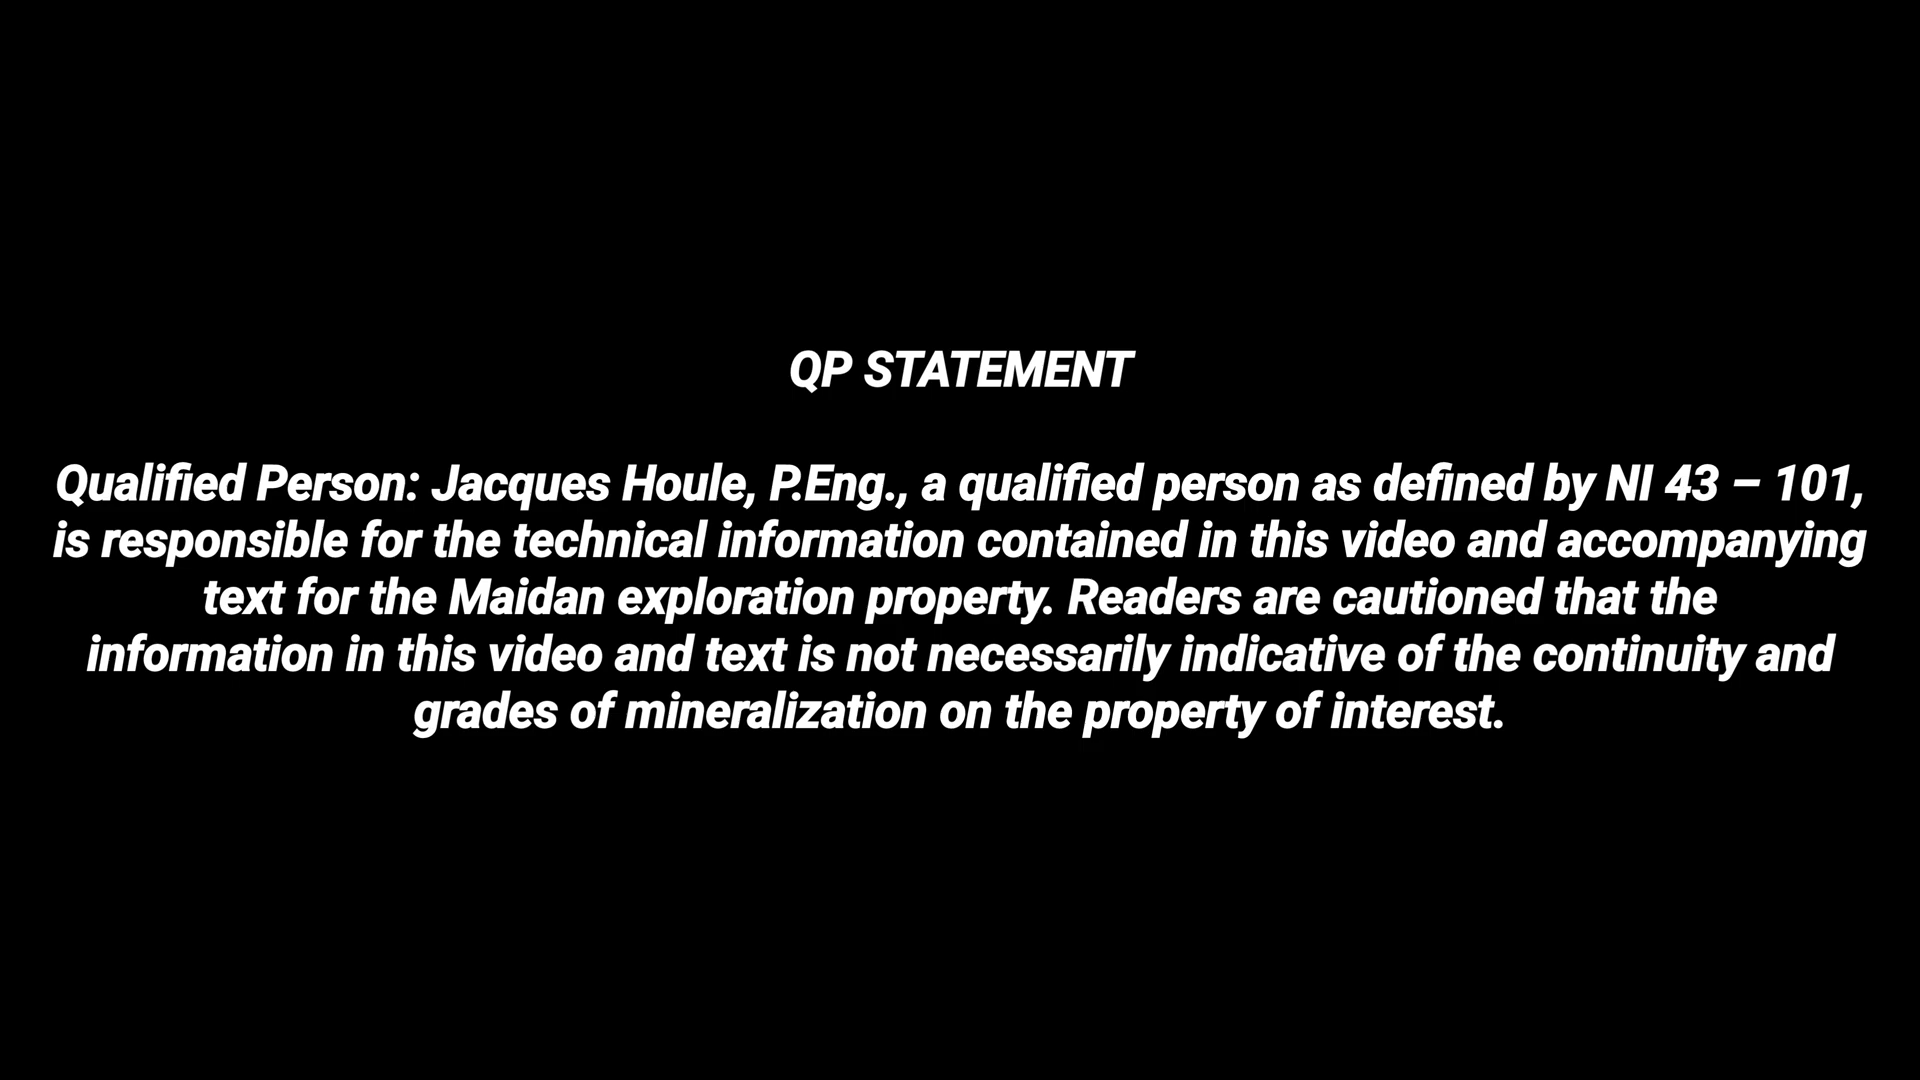 QP STATEMENT
Qualified Person: Jacques Houle, P.Eng., a qualified person as defined by NI 43 – 101,
is responsible for the technical information contained in this video and accompanying
text for the Maidan exploration property. Readers are cautioned that the
information in this video and text is not necessarily indicative of the continuity and
grades of mineralization on the property of interest.